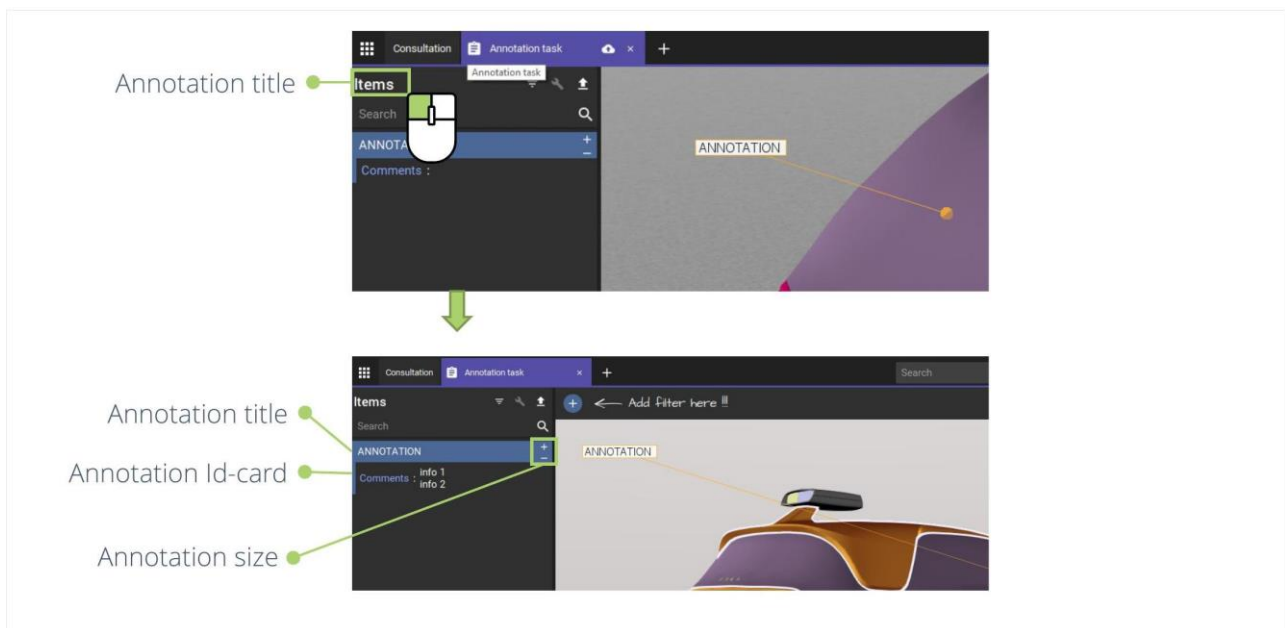 Consultation Annotation task × +
Annotation title
Items
Annotation task
Search
ANNOTA + −
Comments :
ANNOTATION
Consultation Annotation task × + Search
Annotation title
Items
← Add filter here !!!
Search
ANNOTATION + −
ANNOTATION
Annotation Id-card
Comments : info 1
info 2
Annotation size